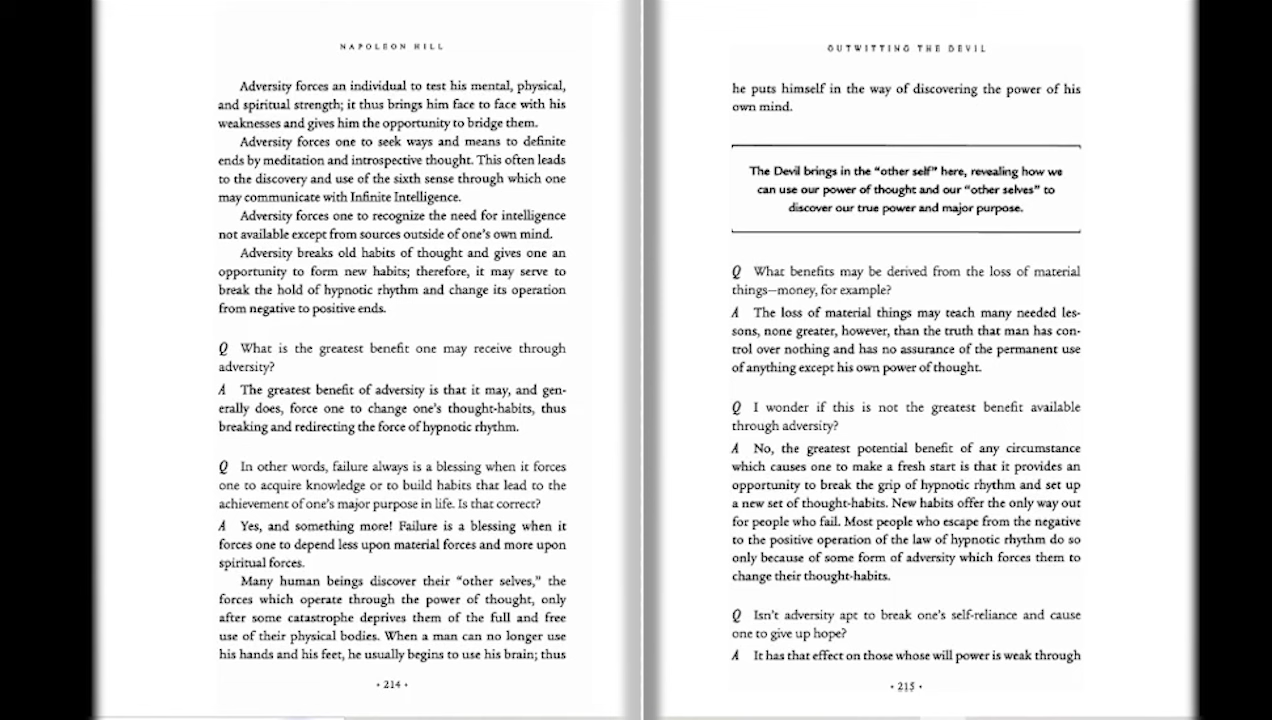 NAPOLEON HILL
Adversity forces an individual to test his mental, physical,
and spiritual strength; it thus brings him face to face with his
weaknesses and gives him the opportunity to bridge them.
Adversity forces one to seek ways and means to definite
ends by meditation and introspective thought. This often leads
to the discovery and use of the sixth sense through which one
may communicate with Infinite Intelligence.
Adversity forces one to recognize the need for intelligence
not available except from sources outside of one's own mind.
Adversity breaks old habits of thought and gives one an
opportunity to form new habits; therefore, it may serve to
break the hold of hypnotic rhythm and change its operation
from negative to positive ends.
Q What is the greatest benefit one may receive through
adversity?
A The greatest benefit of adversity is that it may, and gen-
erally does, force one to change one's thought-habits, thus
breaking and redirecting the force of hypnotic rhythm.
Q In other words, failure always is a blessing when it forces
one to acquire knowledge or to build habits that lead to the
achievement of one's major purpose in life. Is that correct?
A Yes, and something more! Failure is a blessing when it
forces one to depend less upon material forces and more upon
spiritual forces.
Many human beings discover their "other selves," the
forces which operate through the power of thought, only
after some catastrophe deprives them of the full and free
use of their physical bodies. When a man can no longer use
his hands and his feet, he usually begins to use his brain; thus
• 214 •
OUTWITTING THE DEVIL
he puts himself in the way of discovering the power of his
own mind.
The Devil brings in the "other self" here, revealing how we
can use our power of thought and our "other selves" to
discover our true power and major purpose.
Q What benefits may be derived from the loss of material
things—money, for example?
A The loss of material things may teach many needed les-
sons, none greater, however, than the truth that man has con-
trol over nothing and has no assurance of the permanent use
of anything except his own power of thought.
Q I wonder if this is not the greatest benefit available
through adversity?
A No, the greatest potential benefit of any circumstance
which causes one to make a fresh start is that it provides an
opportunity to break the grip of hypnotic rhythm and set up
a new set of thought-habits. New habits offer the only way out
for people who fail. Most people who escape from the negative
to the positive operation of the law of hypnotic rhythm do so
only because of some form of adversity which forces them to
change their thought-habits.
Q Isn't adversity apt to break one's self-reliance and cause
one to give up hope?
A It has that effect on those whose will power is weak through
• 215 •